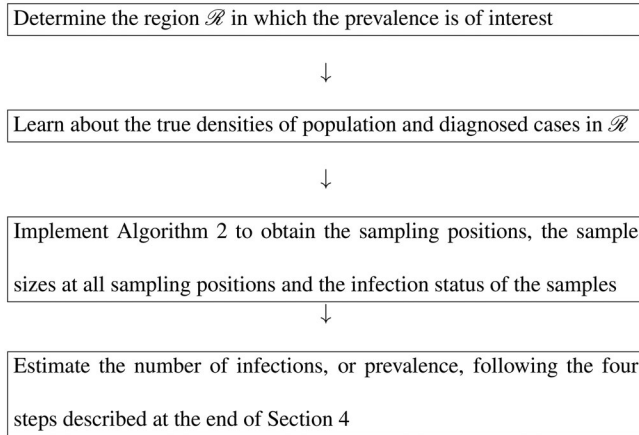 Determine the region ℛ in which the prevalence is of interest
↓
Learn about the true densities of population and diagnosed cases in ℛ
↓
Implement Algorithm 2 to obtain the sampling positions, the sample
sizes at all sampling positions and the infection status of the samples
↓
Estimate the number of infections, or prevalence, following the four
steps described at the end of Section 4